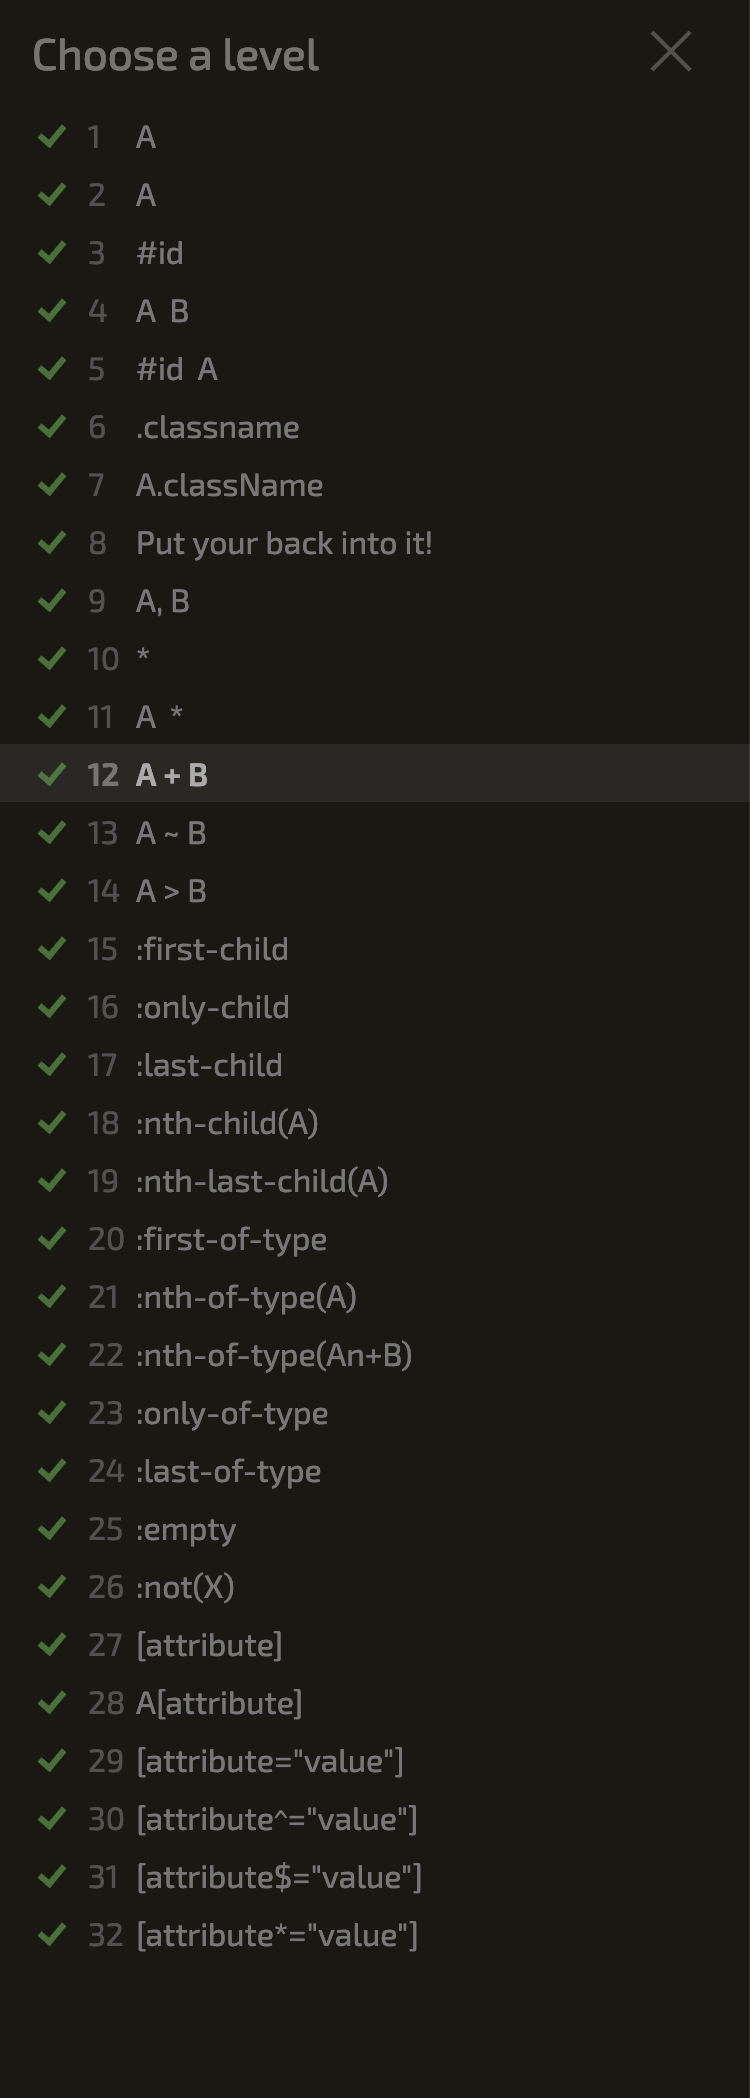 Choose a level
1 A
2 A
3 #id
4 A B
5 #id A
6 .classname
7 A.className
8 Put your back into it!
9 A, B
10 *
11 A *
12 A + B
13 A ~ B
14 A > B
15 :first-child
16 :only-child
17 :last-child
18 :nth-child(A)
19 :nth-last-child(A)
20 :first-of-type
21 :nth-of-type(A)
22 :nth-of-type(An+B)
23 :only-of-type
24 :last-of-type
25 :empty
26 :not(X)
27 [attribute]
28 A[attribute]
29 [attribute="value"]
30 [attribute^="value"]
31 [attribute$="value"]
32 [attribute*="value"]